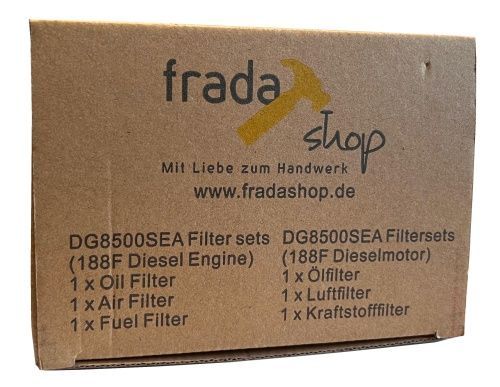 frada
shop
Mit Liebe zum Handwerk
www.fradashop.de
DG8500SEA Filter sets
(188F Diesel Engine)
1 x Oil Filter
1 x Air Filter
1 x Fuel Filter
DG8500SEA Filtersets
(188F Dieselmotor)
1 x Ölfilter
1 x Luftfilter
1 x Kraftstofffilter